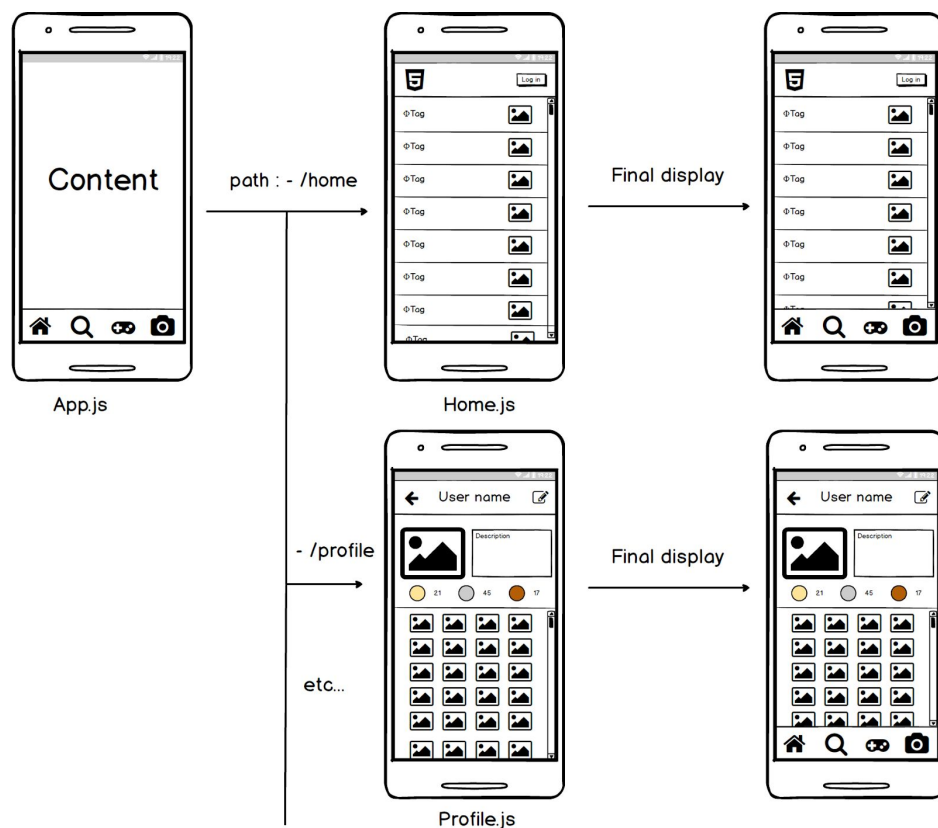 Content
App.js
path : - /home
Log in
ΦTag
ΦTag
ΦTag
ΦTag
ΦTag
ΦTag
ΦTag
ΦTag
Home.js
Final display
Log in
ΦTag
ΦTag
ΦTag
ΦTag
ΦTag
ΦTag
ΦTag
- /profile
etc...
User name
Description
21 45 17
Profile.js
Final display
User name
Description
21 45 17